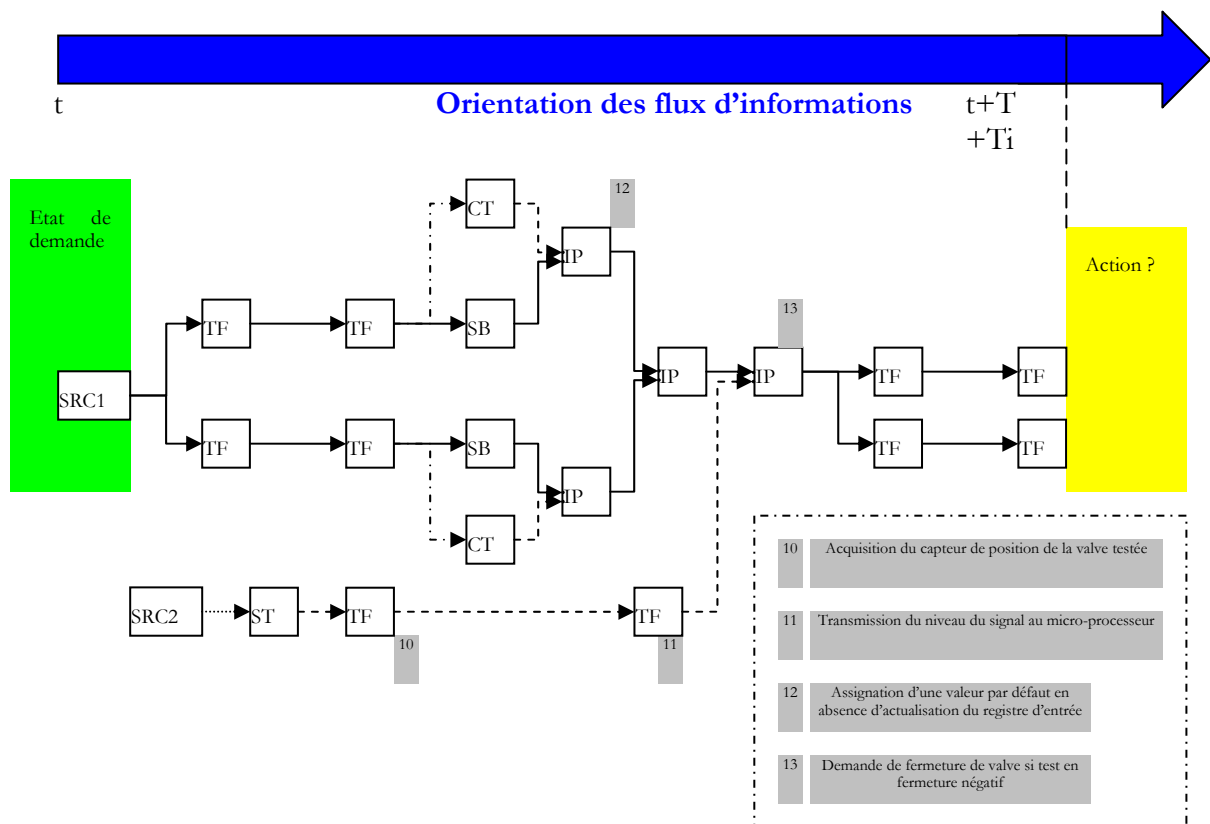 t
Orientation des flux d'informations
t+T
+Ti
Etat de
demande
12
CT
IP
Action ?
TF
TF
SB
13
IP
IP
TF
TF
SRC1
TF
TF
SB
TF
TF
IP
CT
10
Acquisition du capteur de position de la valve testée
SRC2
ST
TF
TF
11
Transmission du niveau du signal au micro-processeur
10
11
12
Assignation d'une valeur par défaut en
absence d'actualisation du registre d'entrée
13
Demande de fermeture de valve si test en
fermeture négatif